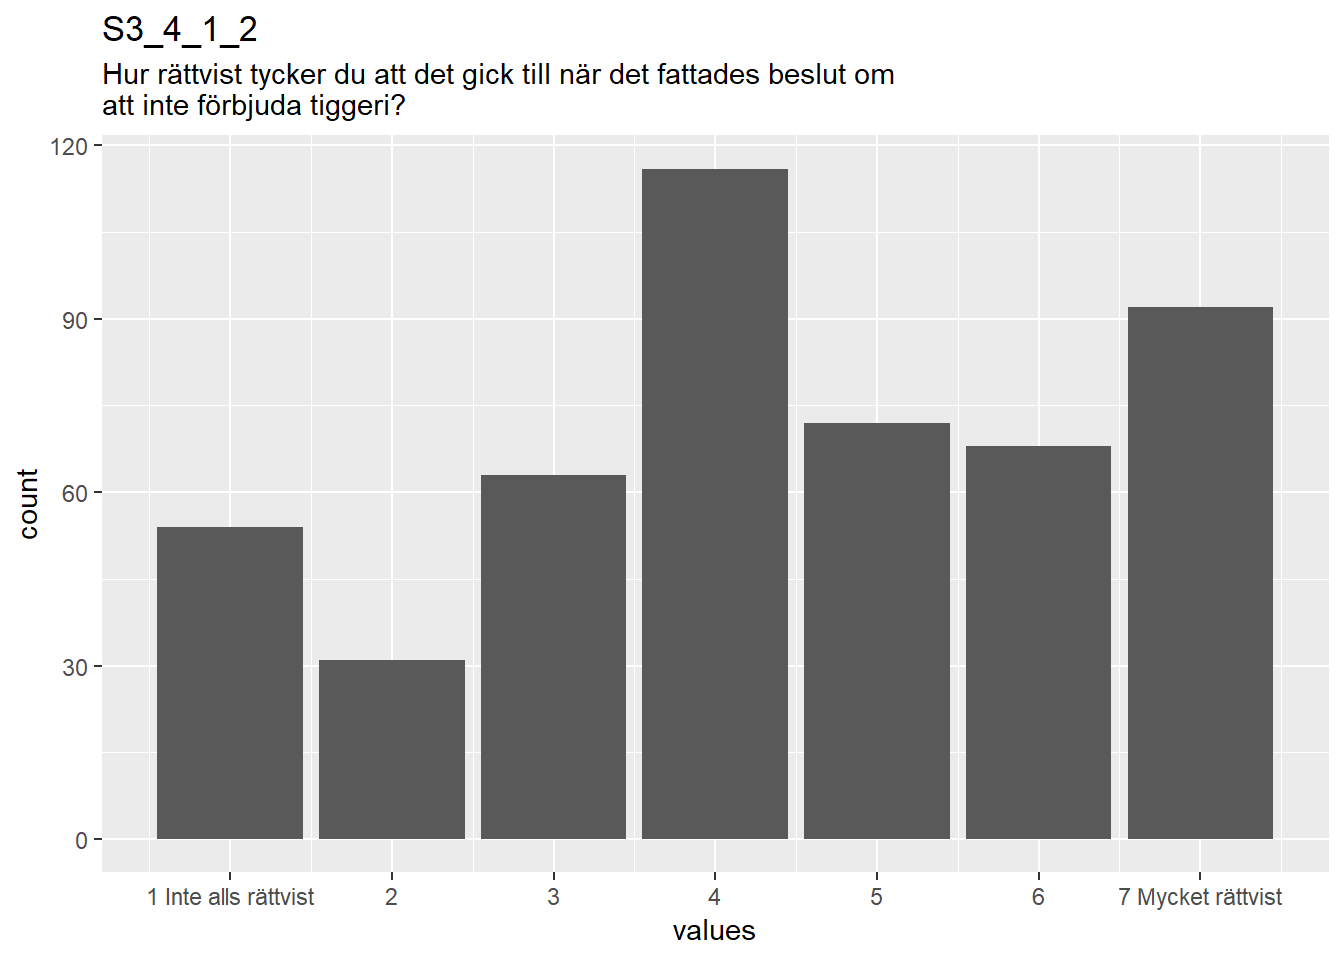 S3_4_1_2
Hur rättvist tycker du att det gick till när det fattades beslut om
att inte förbjuda tiggeri?
120
90
60
30
0
count
1 Inte alls rättvist
2
3
4
5
6
7 Mycket rättvist
values